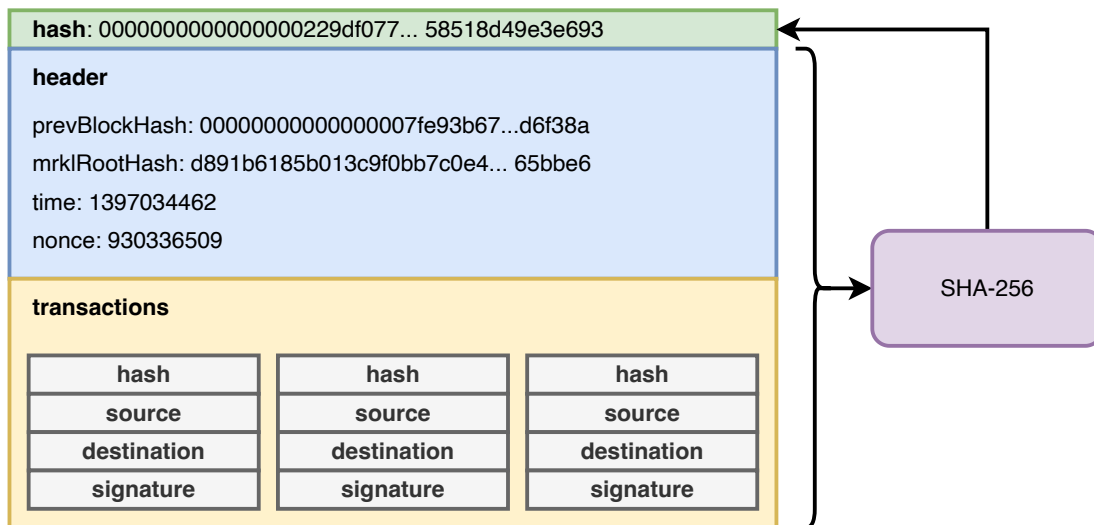 hash: 0000000000000000229df077... 58518d49e3e693
header
prevBlockHash: 00000000000000007fe93b67...d6f38a
mrklRootHash: d891b6185b013c9f0bb7c0e4... 65bbe6
time: 1397034462
nonce: 930336509
SHA-256
transactions
hash hash hash
source source source
destination destination destination
signature signature signature